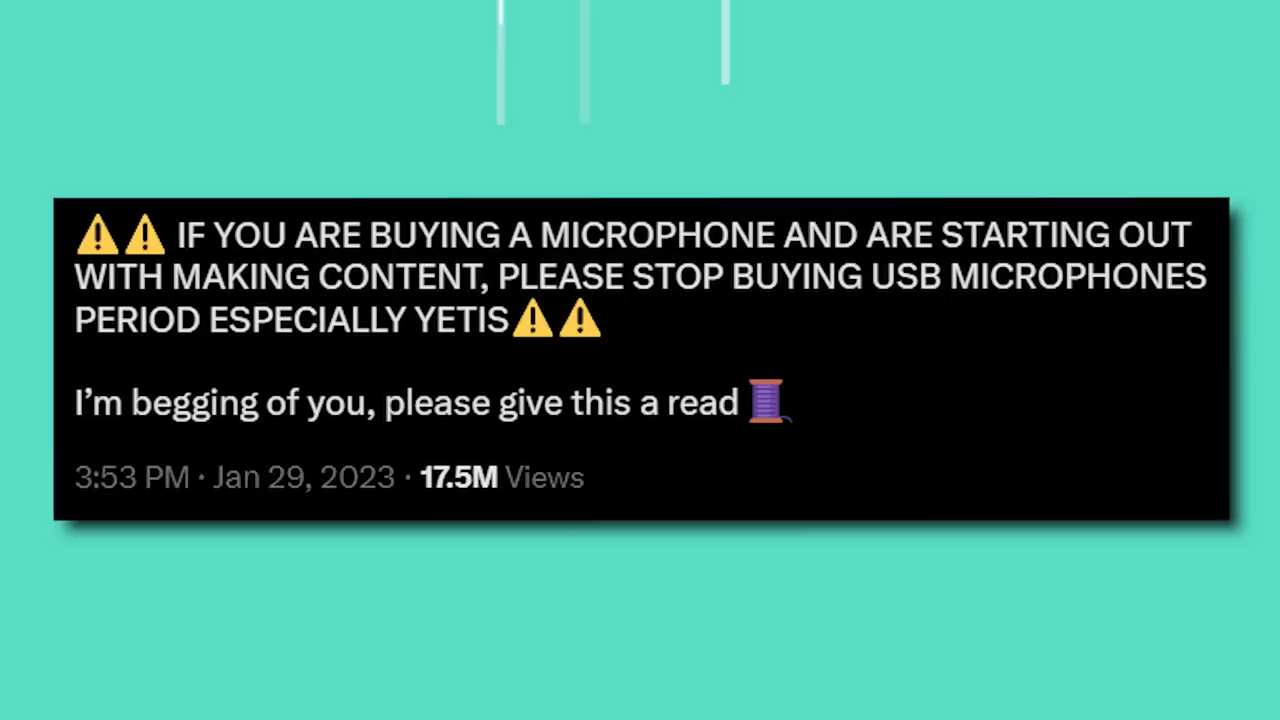 ⚠️⚠️ IF YOU ARE BUYING A MICROPHONE AND ARE STARTING OUT
WITH MAKING CONTENT, PLEASE STOP BUYING USB MICROPHONES
PERIOD ESPECIALLY YETIS⚠️⚠️
I’m begging of you, please give this a read 🧵
3:53 PM · Jan 29, 2023 · 17.5M Views